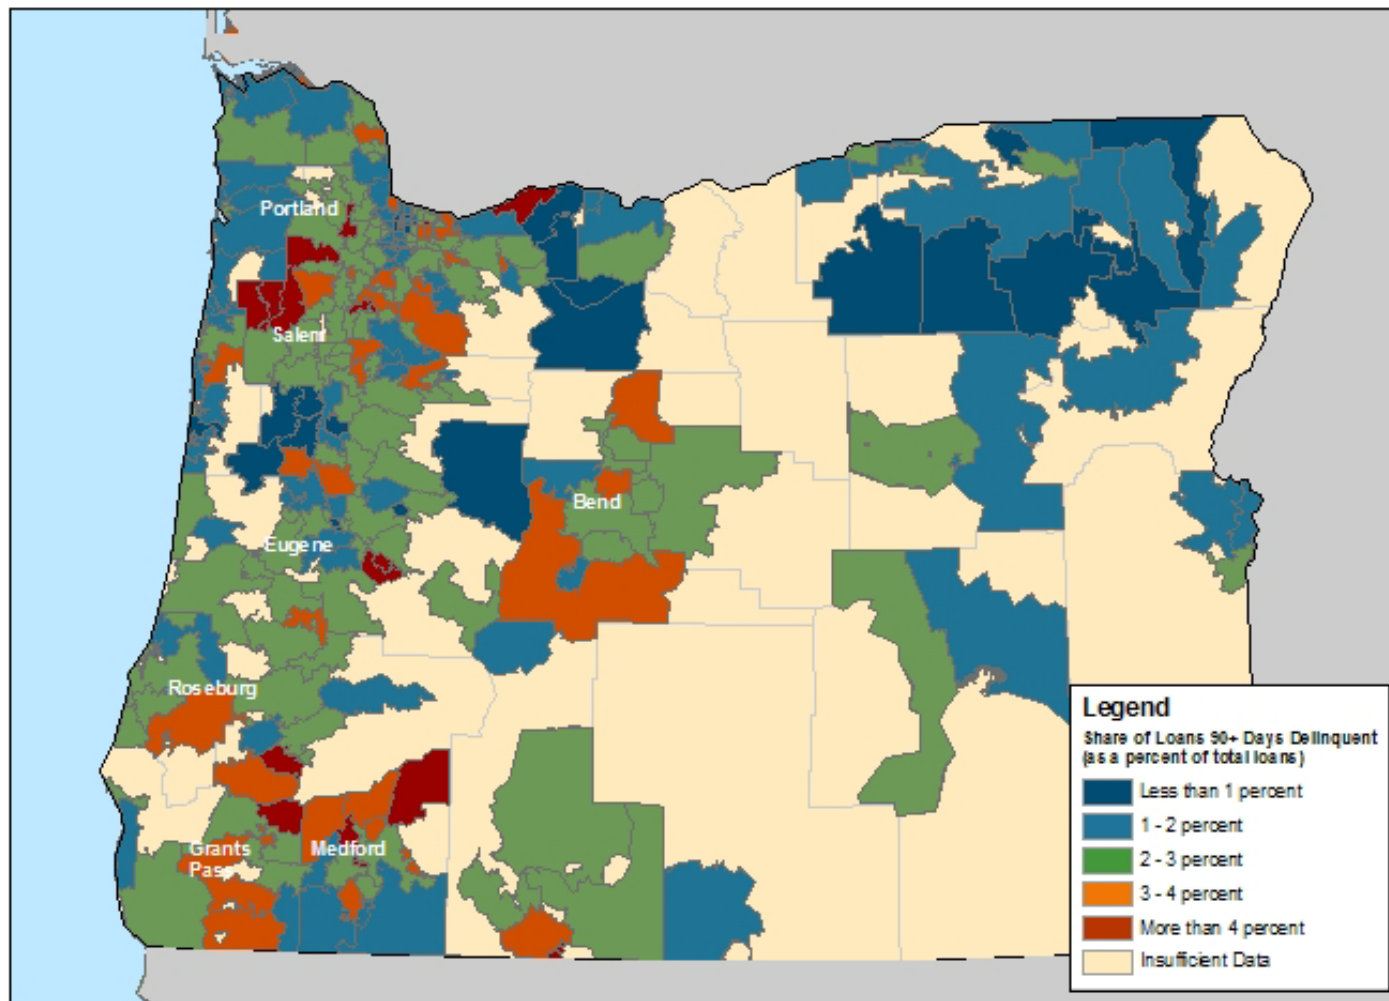 Portland
Salem
Bend
Eugene
Roseburg
Grants
Pass
Medford
Legend
Share of Loans 90+ Days Delinquent
(as a percent of total loans)
Less than 1 percent
1 - 2 percent
2 - 3 percent
3 - 4 percent
More than 4 percent
Insufficient Data